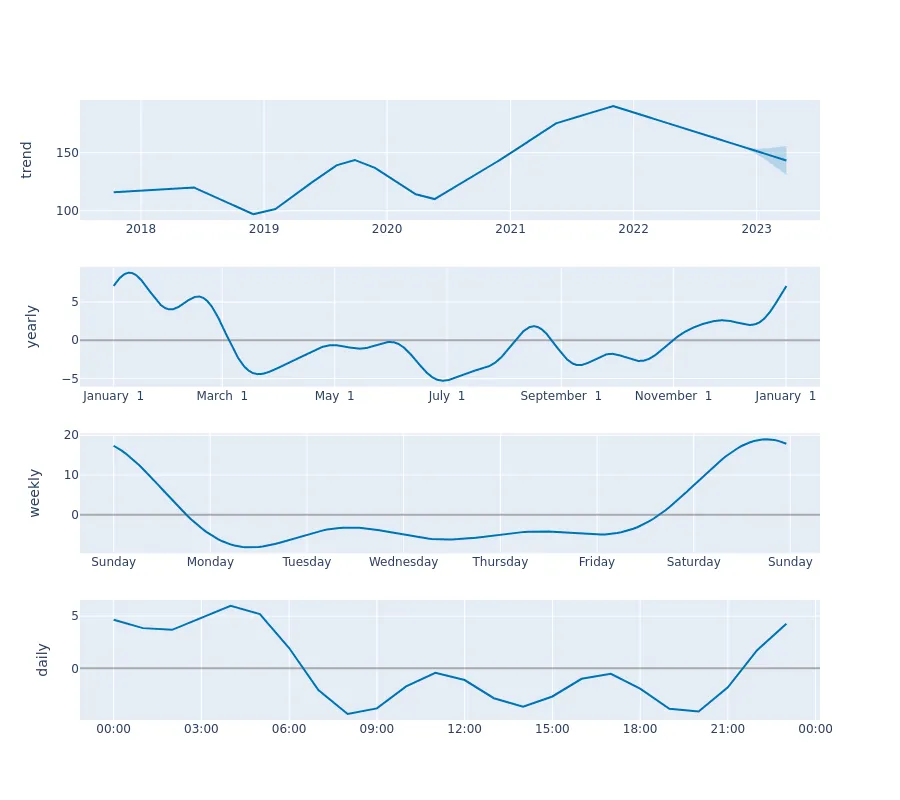 trend
150
100
2018 2019 2020 2021 2022 2023
yearly
5
0
−5
January 1 March 1 May 1 July 1 September 1 November 1 January 1
weekly
20
10
0
Sunday Monday Tuesday Wednesday Thursday Friday Saturday Sunday
daily
5
0
00:00 03:00 06:00 09:00 12:00 15:00 18:00 21:00 00:00